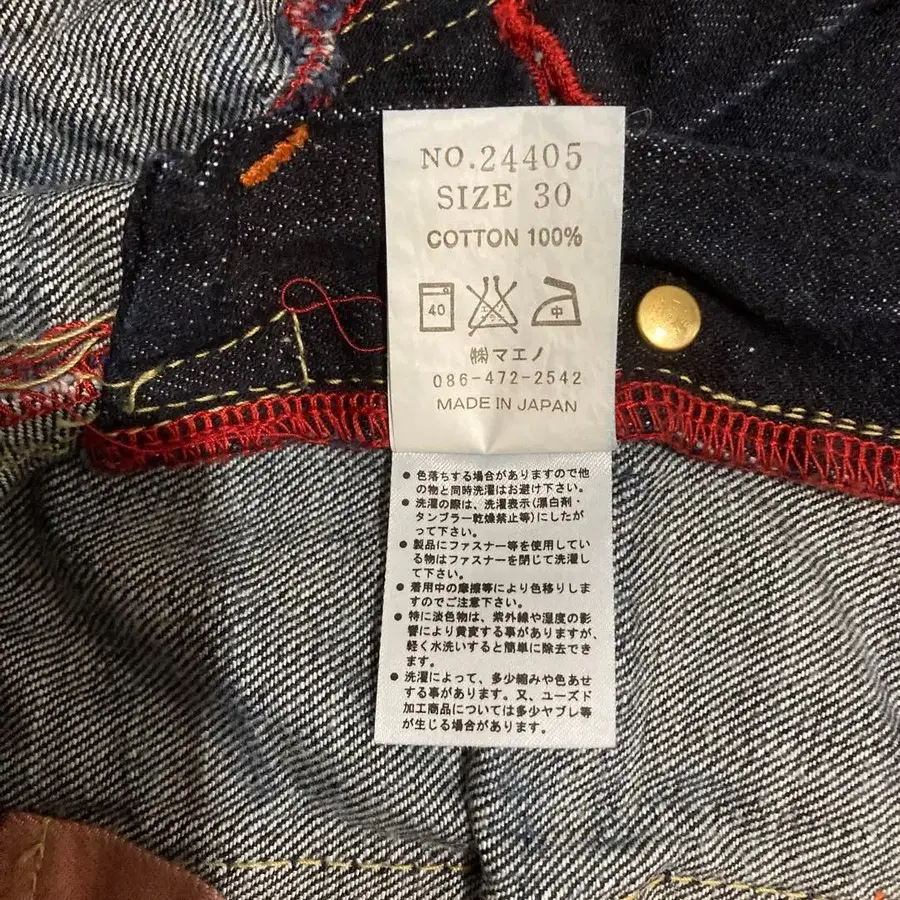 NO.24405
SIZE 30
COTTON 100%
40 エンソ サラシ 中
㈱マエノ
086-472-2542
MADE IN JAPAN
● 色落ちする場合がありますので他
の物と同時洗濯はお避け下さい。
● 洗濯の際は、洗濯表示(漂白剤・
タンブラー乾燥禁止等)にしたが
って下さい。
● 製品にファスナー等を使用してい
る物はファスナーを閉じて洗濯し
て下さい。
● 着用中の摩擦等により色移りしま
すのでご注意下さい。
● 特に淡色物は、紫外線や湿度の影
響により黄変する事がありますが、
軽く水洗いすると簡単に除去でき
ます。
● 洗濯によって、多少縮みや色あせ
する事があります。又、ユーズド
加工商品については多少ヤブレ等
が生じる場合があります。